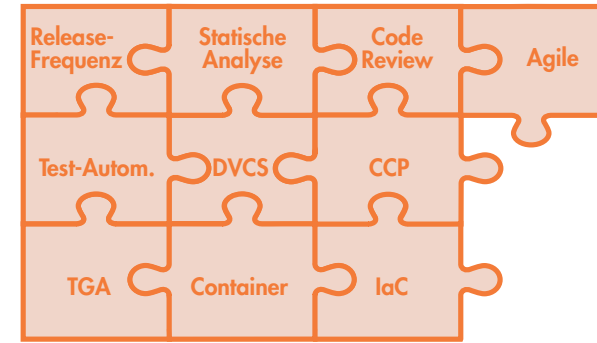 Release-
Frequenz
Statische
Analyse
Code
Review
Agile
Test-Autom.
DVCS
CCP
TGA
Container
IaC